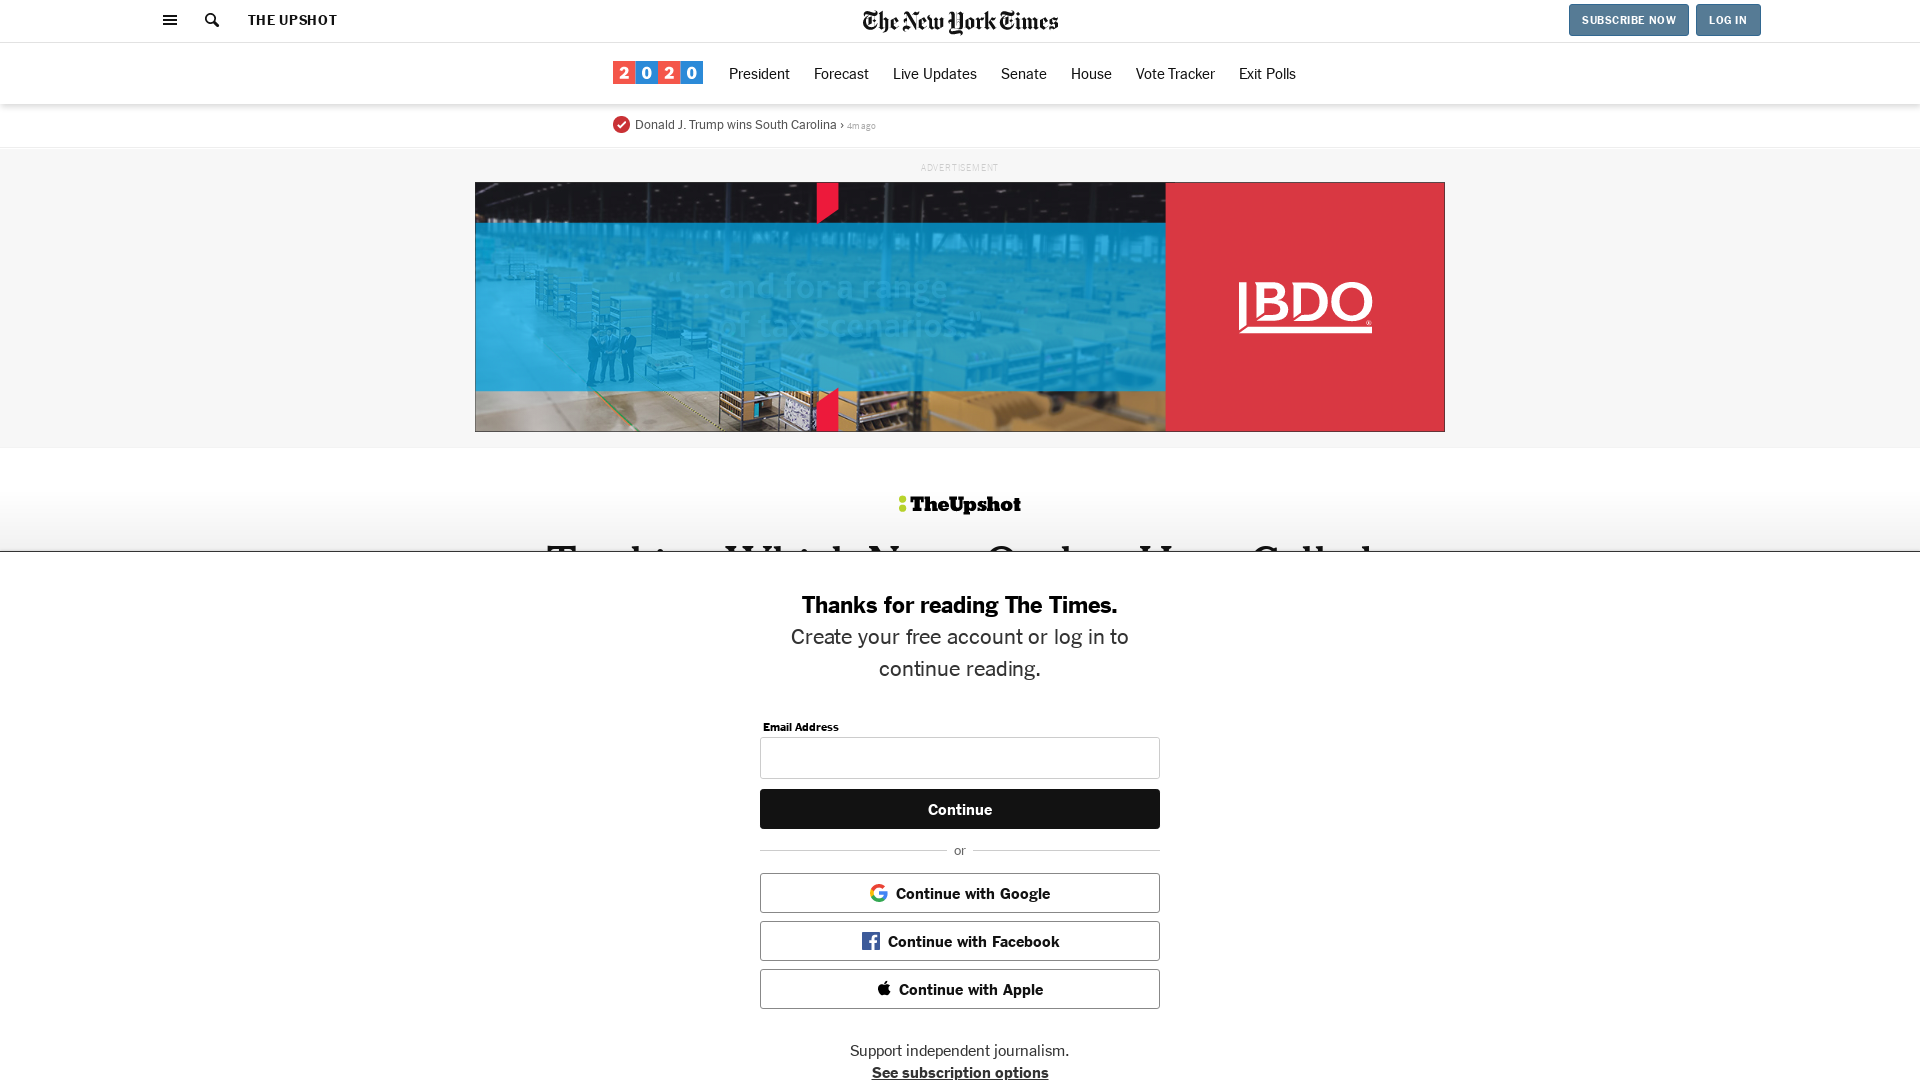 THE UPSHOT
The New York Times
SUBSCRIBE NOW
LOG IN
2020
President
Forecast
Live Updates
Senate
House
Vote Tracker
Exit Polls
Donald J. Trump wins South Carolina › 4m ago
ADVERTISEMENT
and for a range
of tax scenarios
BDO
TheUpshot
Thanks for reading The Times.
Create your free account or log in to
continue reading.
Email Address
Continue
or
Continue with Google
Continue with Facebook
Continue with Apple
Support independent journalism.
See subscription options